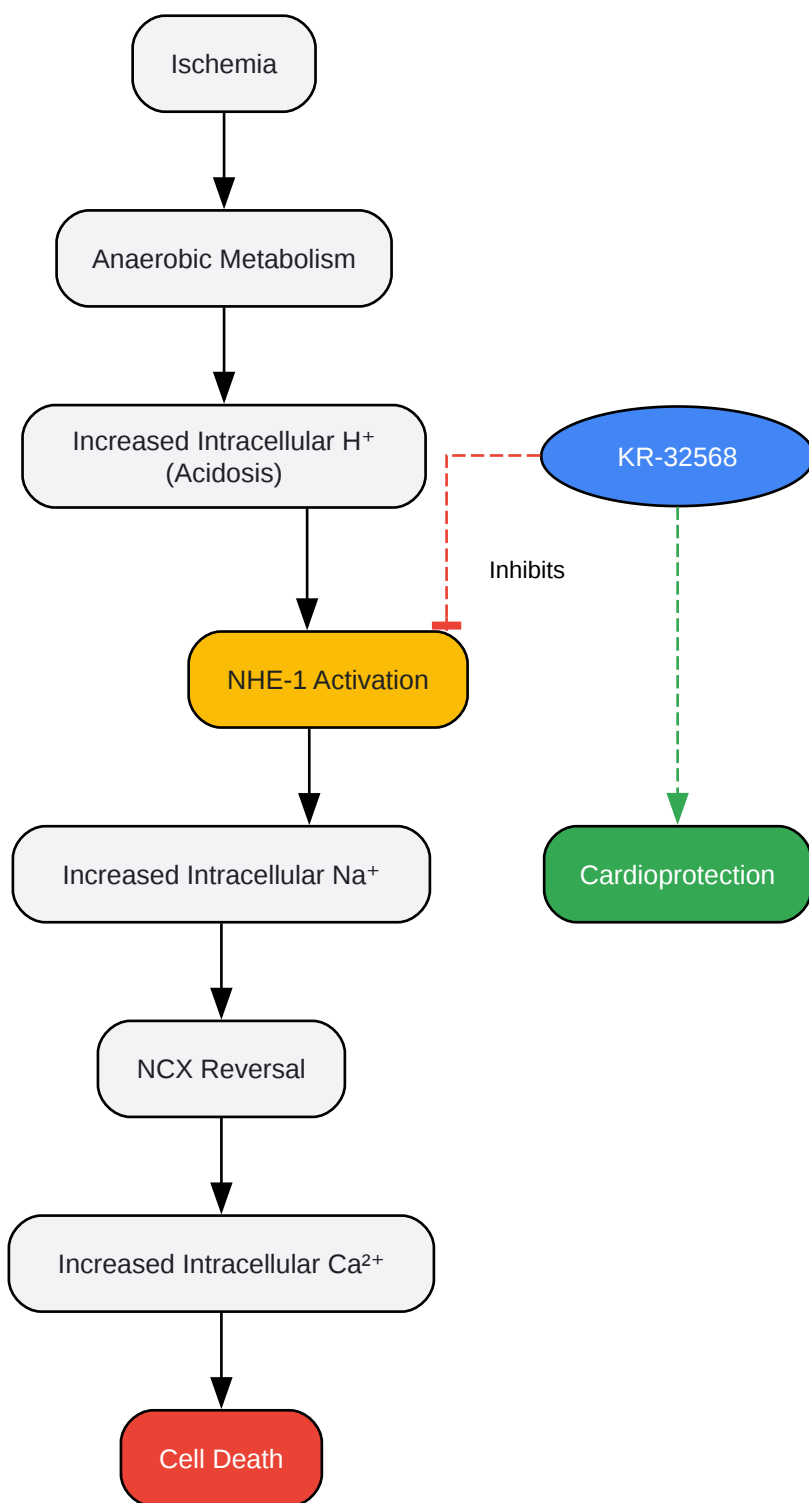 Ischemia
Anaerobic Metabolism
Increased Intracellular H⁺
(Acidosis)
KR-32568
Inhibits
NHE-1 Activation
Increased Intracellular Na⁺
Cardioprotection
NCX Reversal
Increased Intracellular Ca²⁺
Cell Death